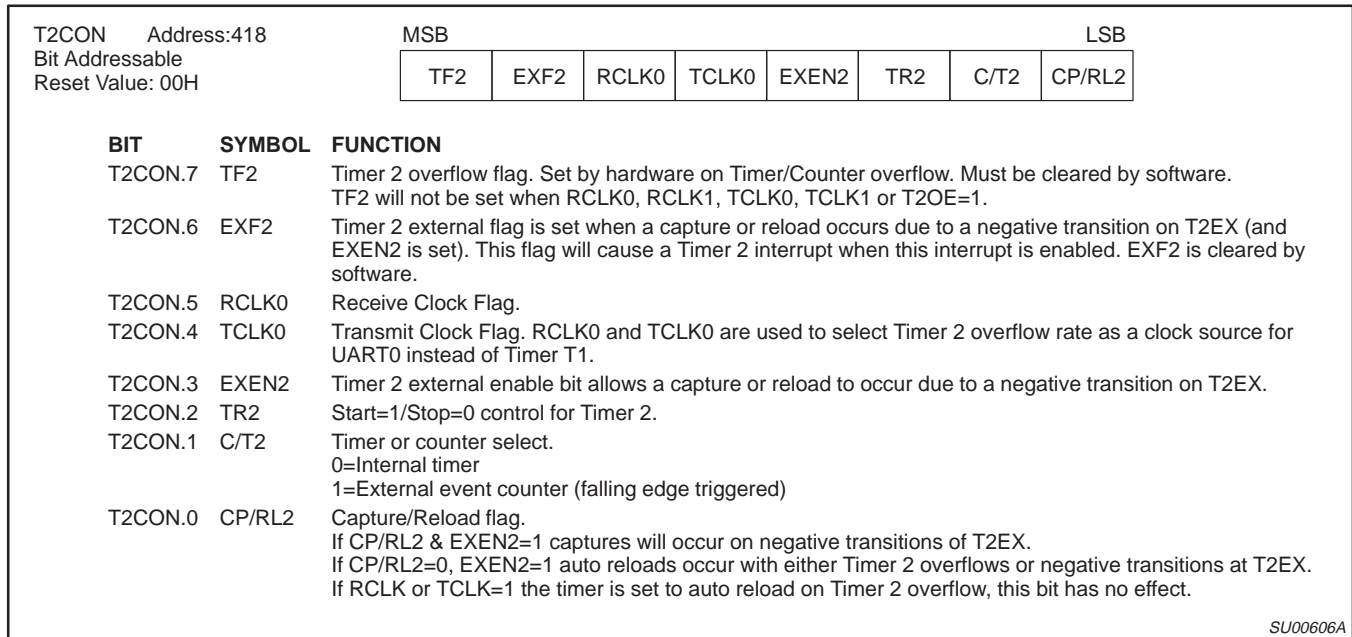 T2CON Address:418 MSB LSB
Bit Addressable
Reset Value: 00H
TF2 EXF2 RCLK0 TCLK0 EXEN2 TR2 C/T2 CP/RL2
BIT SYMBOL FUNCTION
T2CON.7 TF2 Timer 2 overflow flag. Set by hardware on Timer/Counter overflow. Must be cleared by software.
TF2 will not be set when RCLK0, RCLK1, TCLK0, TCLK1 or T2OE=1.
T2CON.6 EXF2 Timer 2 external flag is set when a capture or reload occurs due to a negative transition on T2EX (and
EXEN2 is set). This flag will cause a Timer 2 interrupt when this interrupt is enabled. EXF2 is cleared by
software.
T2CON.5 RCLK0 Receive Clock Flag.
T2CON.4 TCLK0 Transmit Clock Flag. RCLK0 and TCLK0 are used to select Timer 2 overflow rate as a clock source for
UART0 instead of Timer T1.
T2CON.3 EXEN2 Timer 2 external enable bit allows a capture or reload to occur due to a negative transition on T2EX.
T2CON.2 TR2 Start=1/Stop=0 control for Timer 2.
T2CON.1 C/T2 Timer or counter select.
0=Internal timer
1=External event counter (falling edge triggered)
T2CON.0 CP/RL2 Capture/Reload flag.
If CP/RL2 & EXEN2=1 captures will occur on negative transitions of T2EX.
If CP/RL2=0, EXEN2=1 auto reloads occur with either Timer 2 overflows or negative transitions at T2EX.
If RCLK or TCLK=1 the timer is set to auto reload on Timer 2 overflow, this bit has no effect.
SU00606A